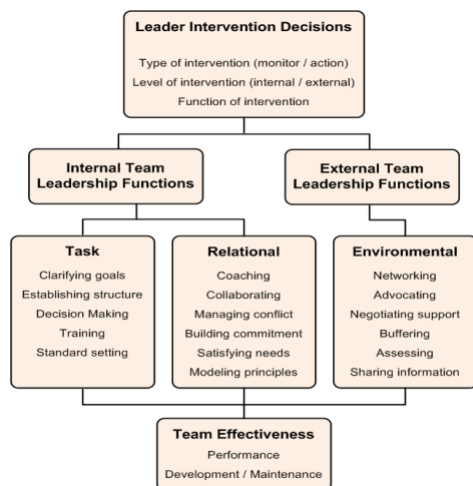 Leader Intervention Decisions
Type of intervention (monitor / action)
Level of intervention (internal / external)
Function of intervention
Internal Team
Leadership Functions
External Team
Leadership Functions
Task
Clarifying goals
Establishing structure
Decision Making
Training
Standard setting
Relational
Coaching
Collaborating
Managing conflict
Building commitment
Satisfying needs
Modeling principles
Environmental
Networking
Advocating
Negotiating support
Buffering
Assessing
Sharing information
Team Effectiveness
Performance
Development / Maintenance